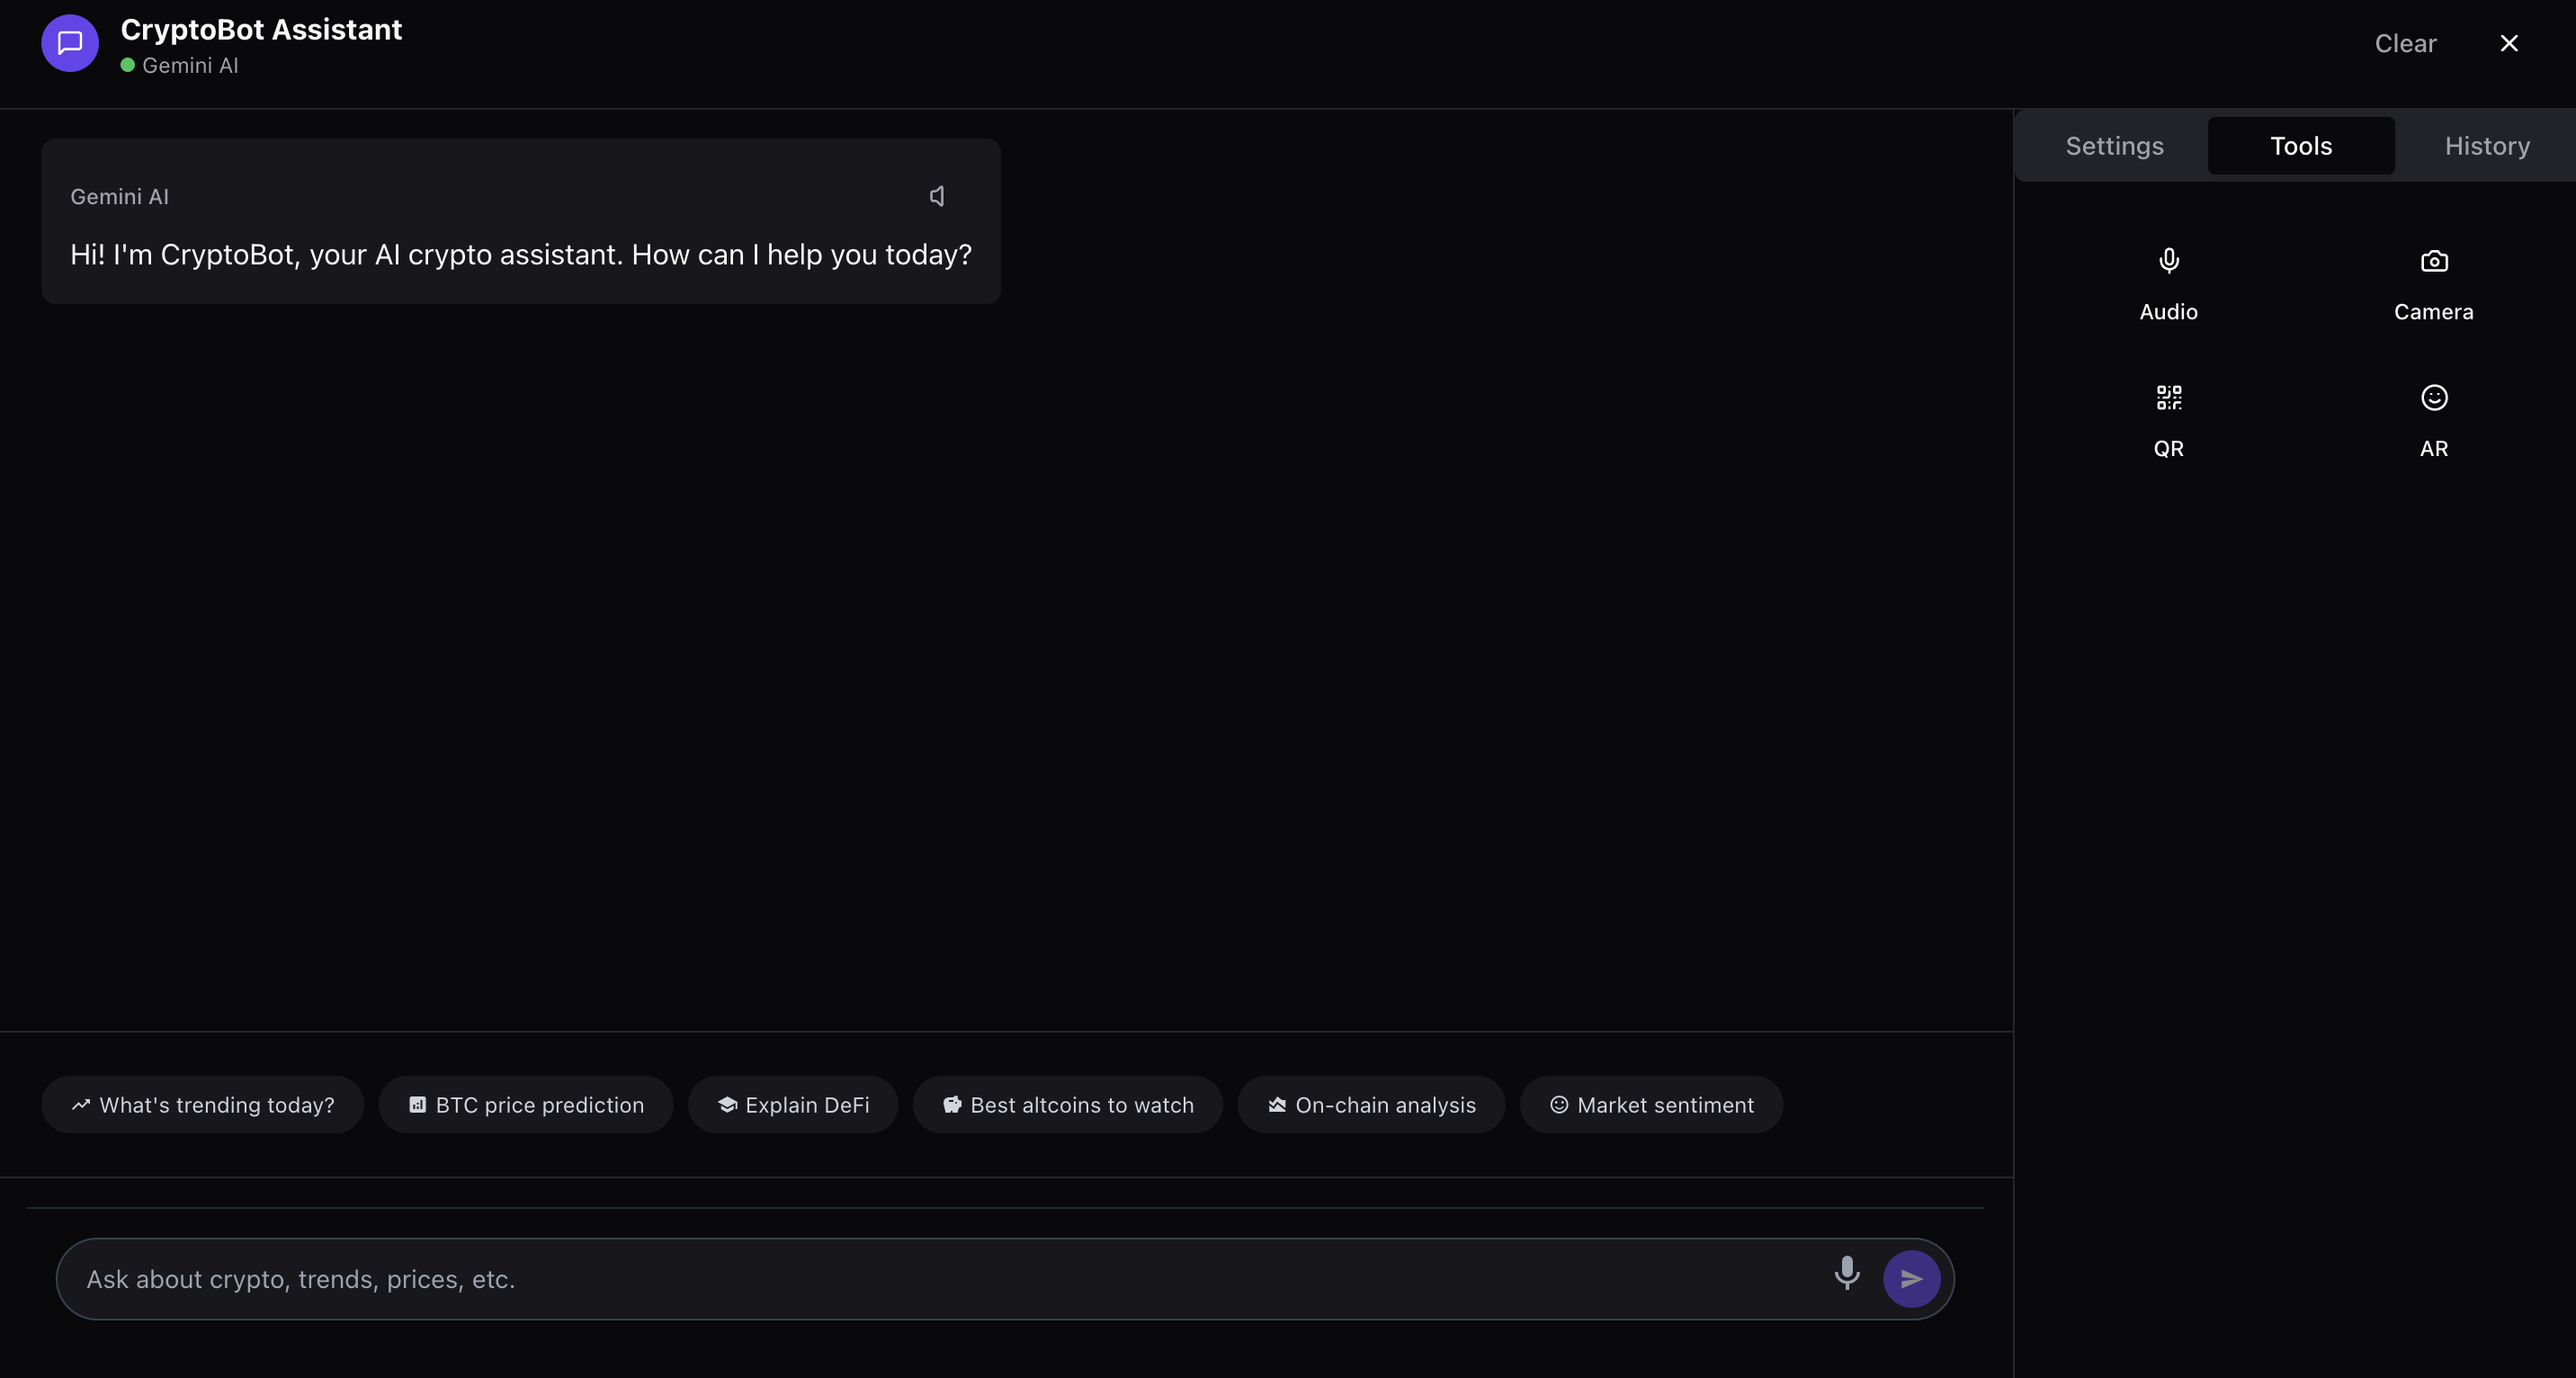 CryptoBot Assistant
Gemini AI
Clear
Settings
Tools
History
Gemini AI
Hi! I'm CryptoBot, your AI crypto assistant. How can I help you today?
Audio
Camera
QR
AR
What's trending today?
BTC price prediction
Explain DeFi
Best altcoins to watch
On-chain analysis
Market sentiment
Ask about crypto, trends, prices, etc.